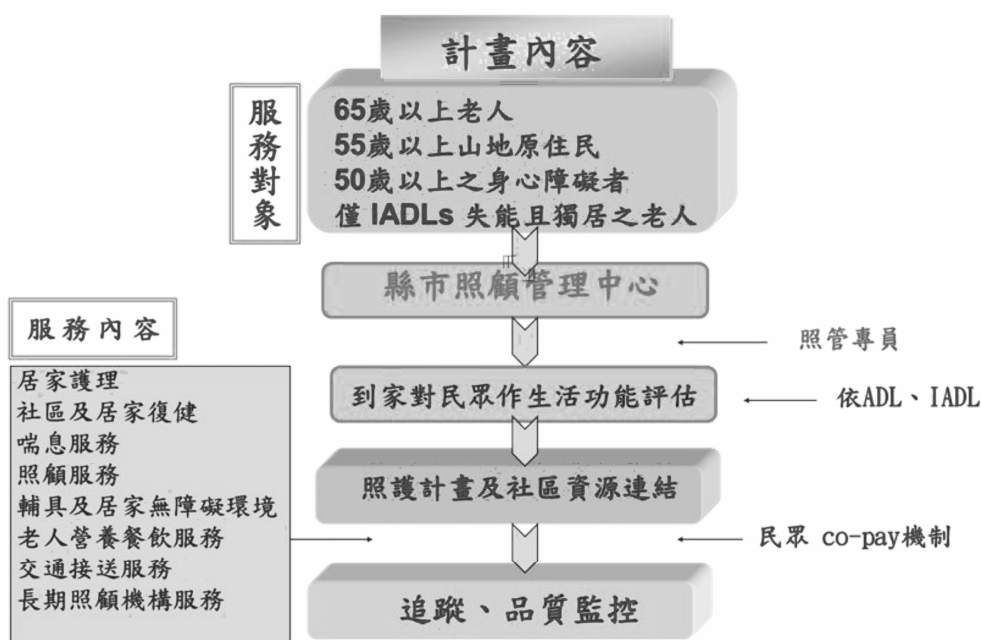 計畫內容
服務對象
65歲以上老人
55歲以上山地原住民
50歲以上之身心障礙者
僅 IADLs 失能且獨居之老人
縣市照顧管理中心
照管專員
到家對民眾作生活功能評估
依ADL、IADL
照護計畫及社區資源連結
服務內容
居家護理
社區及居家復健
喘息服務
照顧服務
輔具及居家無障礙環境
老人營養餐飲服務
交通接送服務
長期照顧機構服務
民眾 co-pay機制
追蹤、品質監控